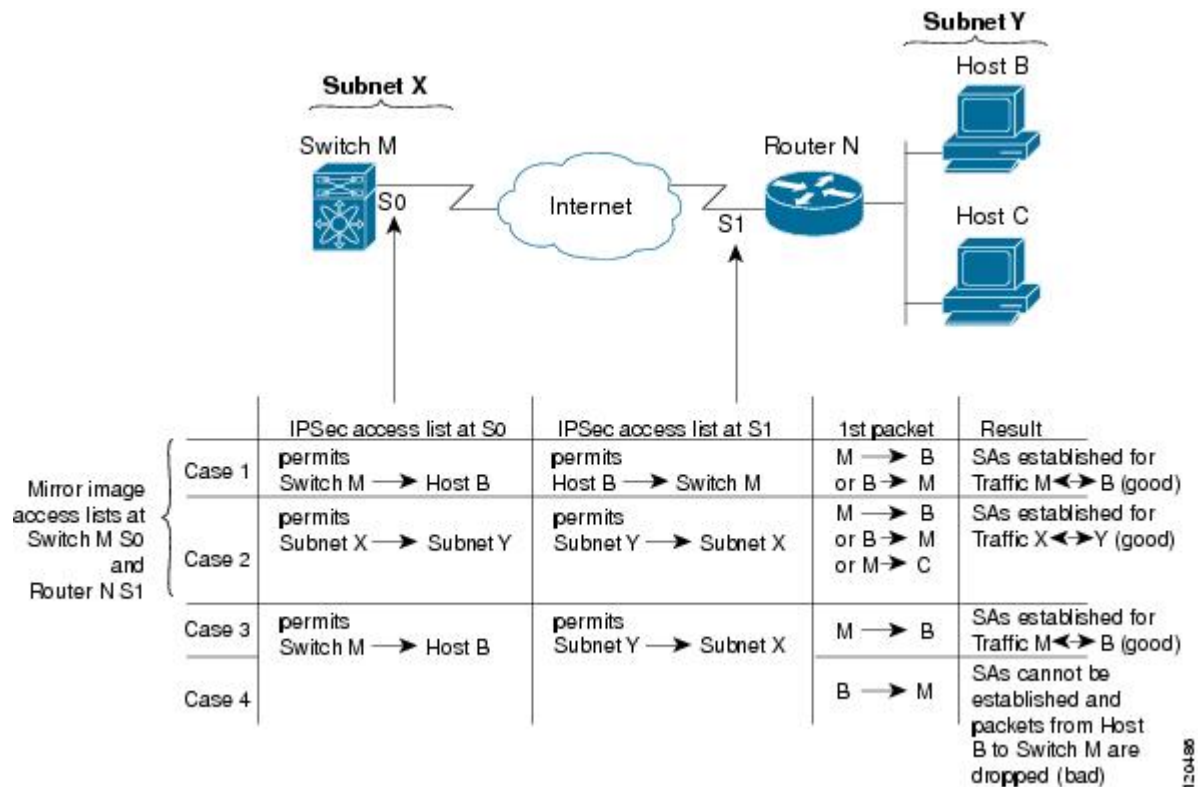 Subnet Y
Host B
Subnet X
Switch M
Router N
S0
Internet
S1
Host C
IPSec access list at S0
IPSec access list at S1
1st packet
Result
Mirror image
access lists at
Switch M S0
and
Router N S1
Case 1
permits
Switch M → Host B
permits
Host B → Switch M
M → B
or B → M
SAs established for
Traffic M ↔ B (good)
Case 2
permits
Subnet X → Subnet Y
permits
Subnet Y → Subnet X
M → B
or B → M
or M → C
SAs established for
Traffic X ↔ Y (good)
Case 3
permits
Switch M → Host B
permits
Subnet Y → Subnet X
M → B
SAs established for
Traffic M ↔ B (good)
Case 4
B → M
SAs cannot be
established and
packets from Host
B to Switch M are
dropped (bad)
120486